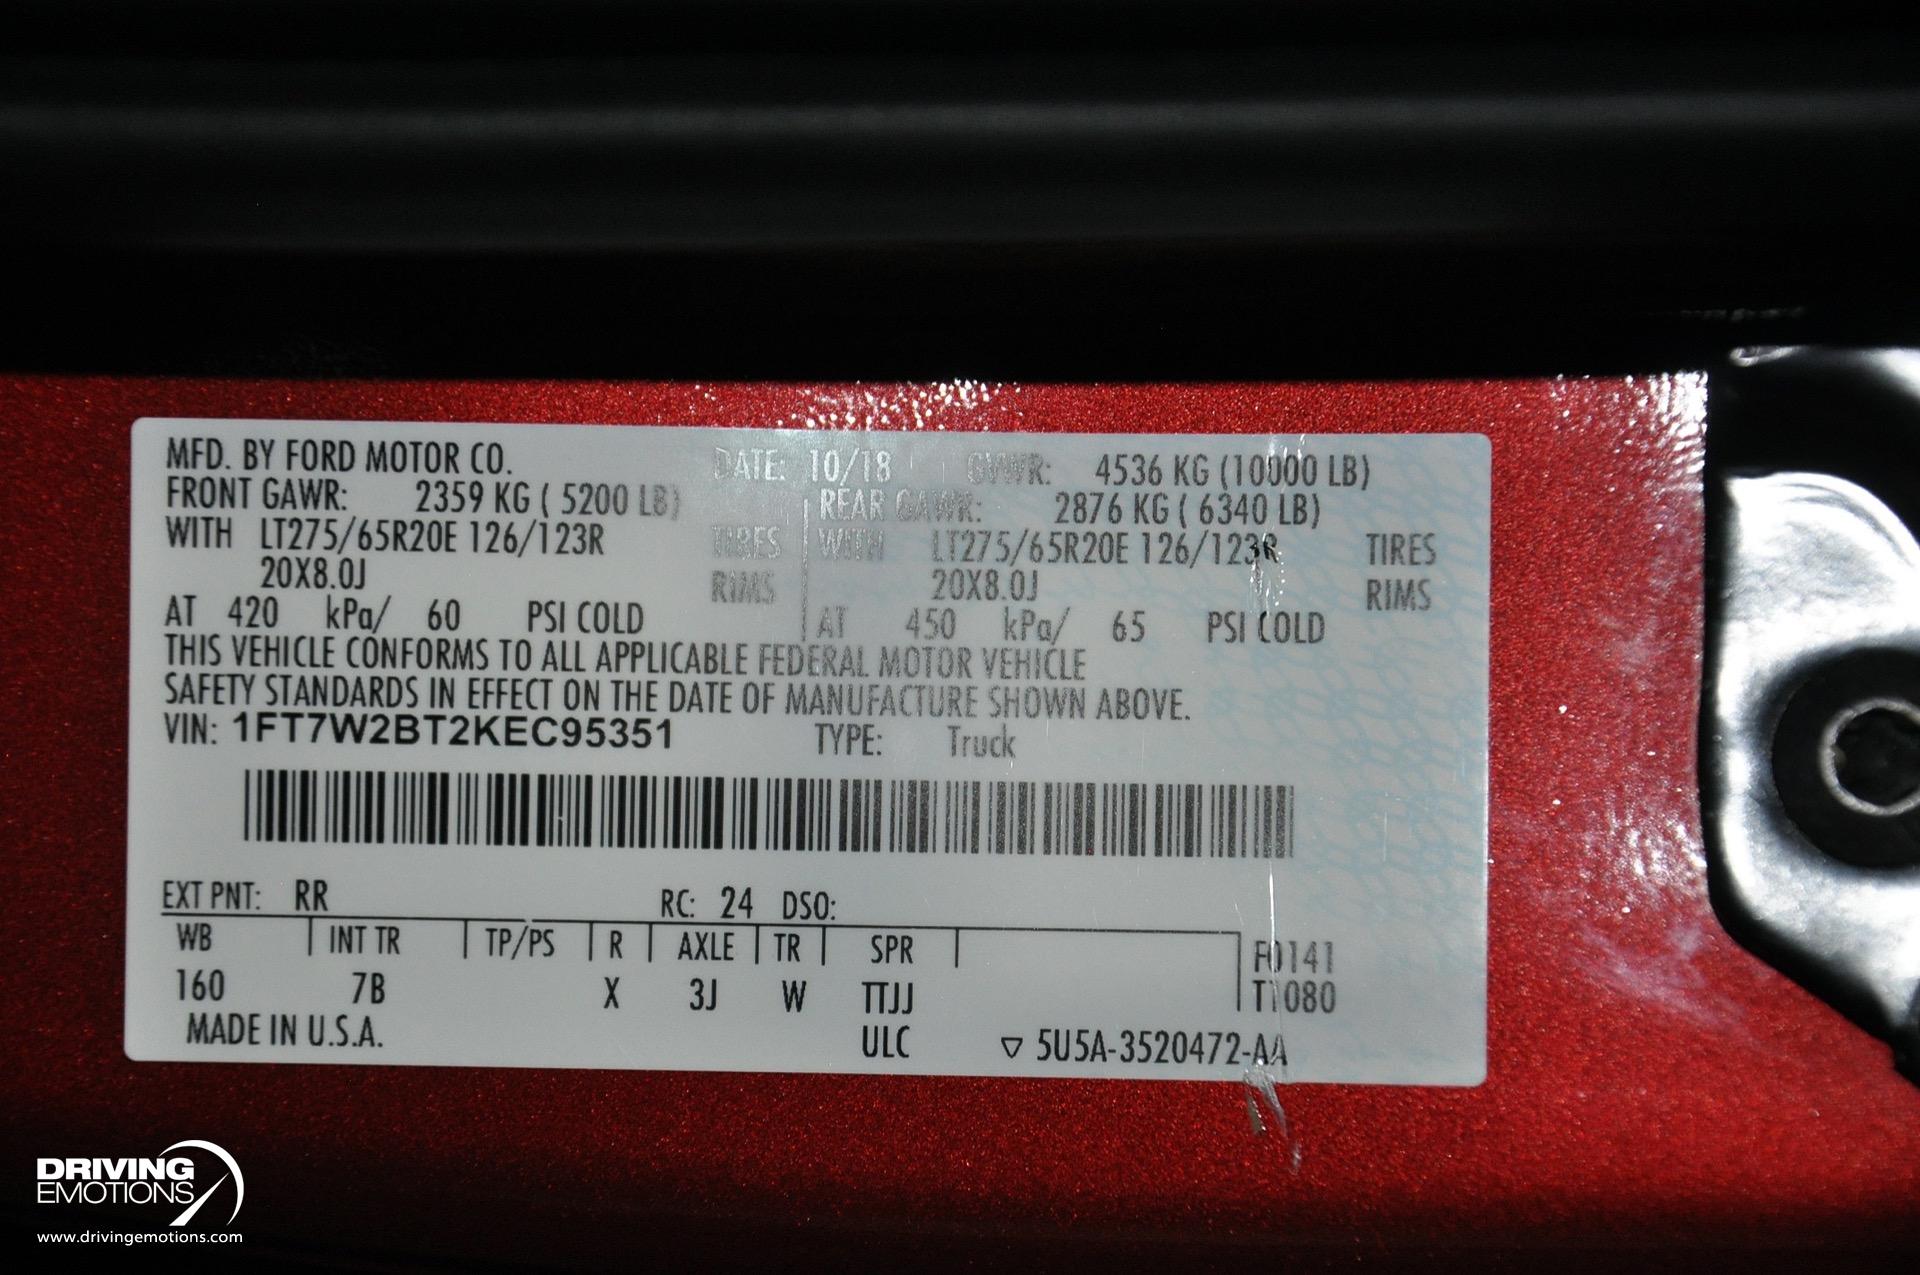 MFD. BY FORD MOTOR CO. DATE: 10/18 GVWR: 4536 KG (10000 LB)
FRONT GAWR: 2359 KG ( 5200 LB) REAR GAWR: 2876 KG ( 6340 LB)
WITH LT275/65R20E 126/123R TIRES WITH LT275/65R20E 126/123R TIRES
20X8.0J RIMS 20X8.0J RIMS
AT 420 kPa/ 60 PSI COLD AT 450 kPa/ 65 PSI COLD
THIS VEHICLE CONFORMS TO ALL APPLICABLE FEDERAL MOTOR VEHICLE
SAFETY STANDARDS IN EFFECT ON THE DATE OF MANUFACTURE SHOWN ABOVE.
VIN: 1FT7W2BT2KEC95351 TYPE: Truck
EXT PNT: RR RC: 24 DSO:
WB INT TR TP/PS R AXLE TR SPR F0141
160 7B X 3J W TTJJ T1080
MADE IN U.S.A. ULC ▽ 5U5A-3520472-AA
DRIVING
EMOTIONS
www.drivingemotions.com